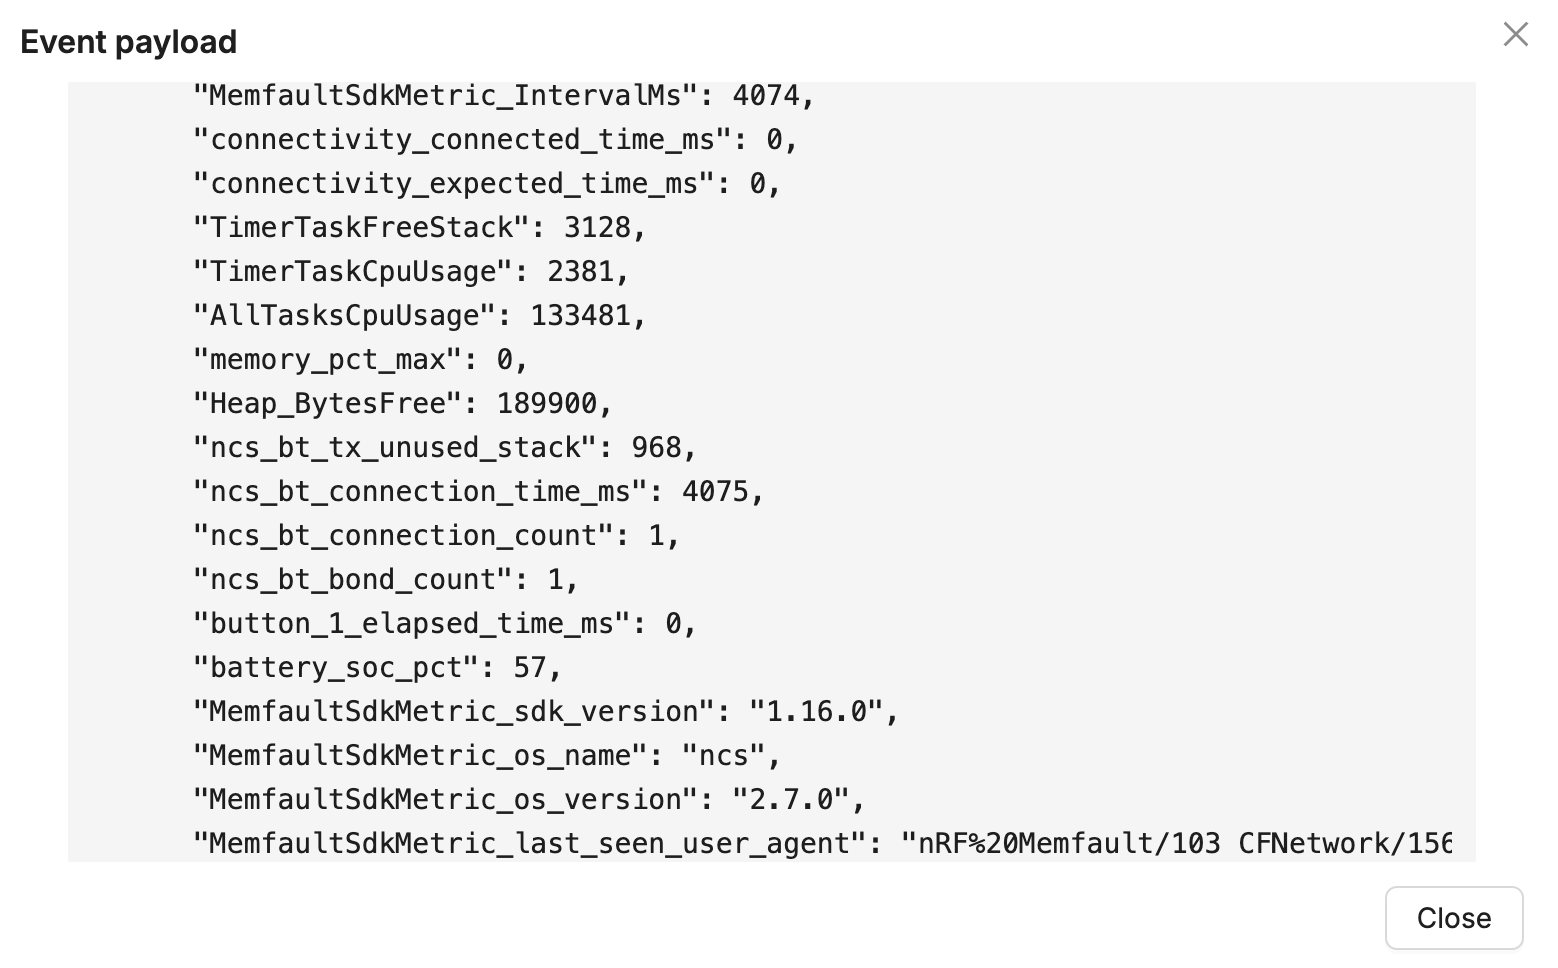 Event payload
"MemfaultSdkMetric_IntervalMs": 4074,
"connectivity_connected_time_ms": 0,
"connectivity_expected_time_ms": 0,
"TimerTaskFreeStack": 3128,
"TimerTaskCpuUsage": 2381,
"AllTasksCpuUsage": 133481,
"memory_pct_max": 0,
"Heap_BytesFree": 189900,
"ncs_bt_tx_unused_stack": 968,
"ncs_bt_connection_time_ms": 4075,
"ncs_bt_connection_count": 1,
"ncs_bt_bond_count": 1,
"button_1_elapsed_time_ms": 0,
"battery_soc_pct": 57,
"MemfaultSdkMetric_sdk_version": "1.16.0",
"MemfaultSdkMetric_os_name": "ncs",
"MemfaultSdkMetric_os_version": "2.7.0",
"MemfaultSdkMetric_last_seen_user_agent": "nRF%20Memfault/103 CFNetwork/156
Close